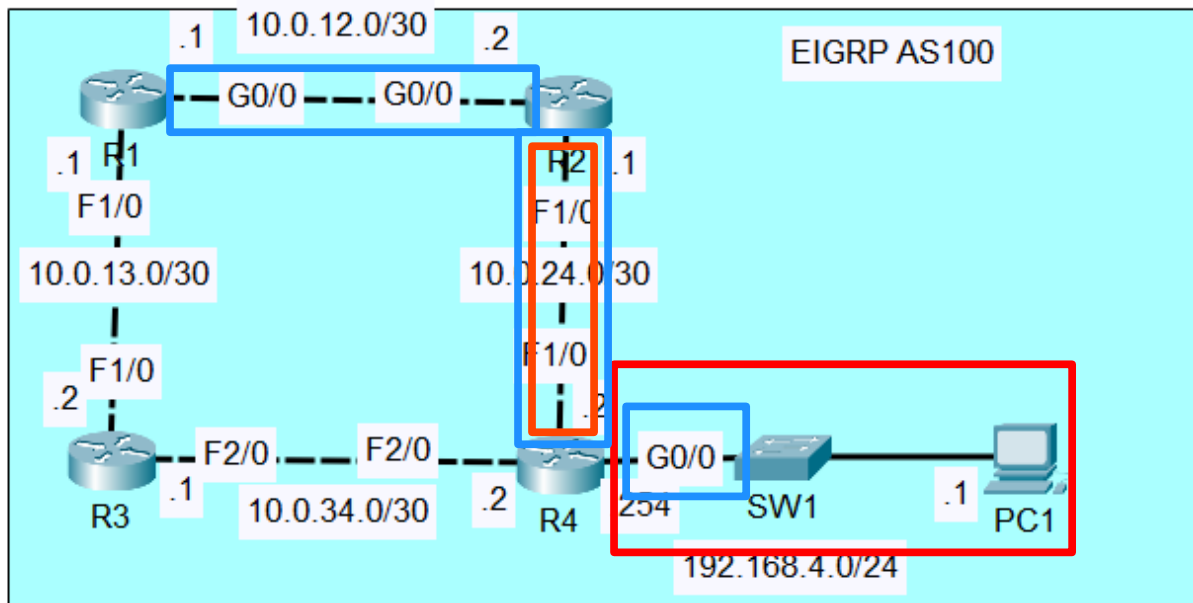 10.0.12.0/30
.1
.2
EIGRP AS100
G0/0
G0/0
R1
R2
.1
.1
F1/0
F1/0
10.0.13.0/30
10.0.24.0/30
F1/0
F1/0
.2
.2
F2/0
F2/0
G0/0
.1
.2
254
.1
R3
10.0.34.0/30
R4
SW1
PC1
192.168.4.0/24